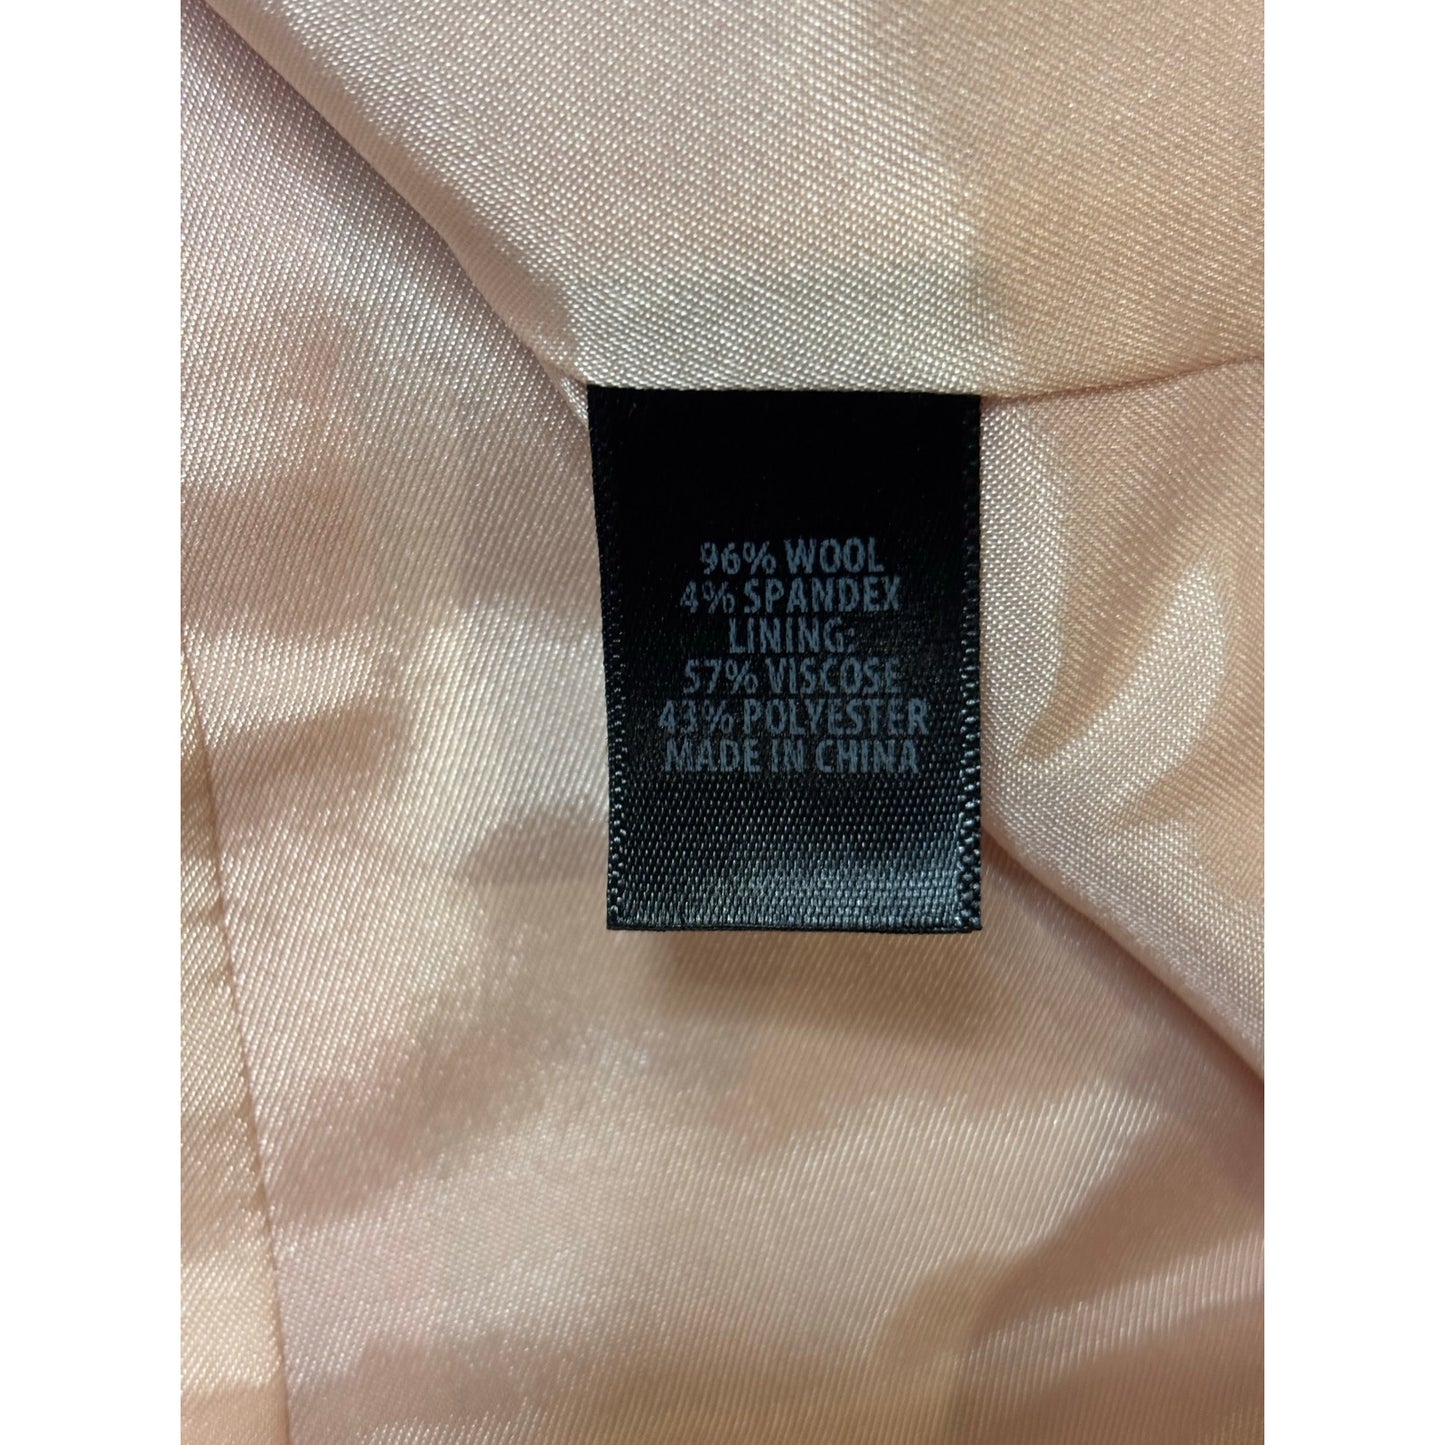 96% WOOL
4% SPANDEX
LINING:
57% VISCOSE
43% POLYESTER
MADE IN CHINA